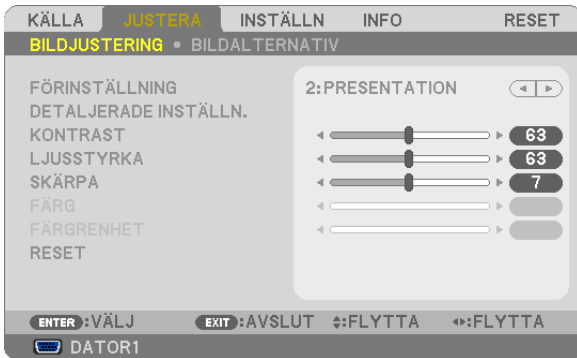 KÄLLA JUSTERA INSTÄLLN INFO RESET
BILDJUSTERING • BILDALTERNATIV
FÖRINSTÄLLNING 2:PRESENTATION
DETALJERADE INSTÄLLN.
KONTRAST 63
LJUSSTYRKA 63
SKÄRPA 7
FÄRG
FÄRGRENHET
RESET
ENTER :VÄLJ EXIT :AVSLUT :FLYTTA :FLYTTA
DATOR1